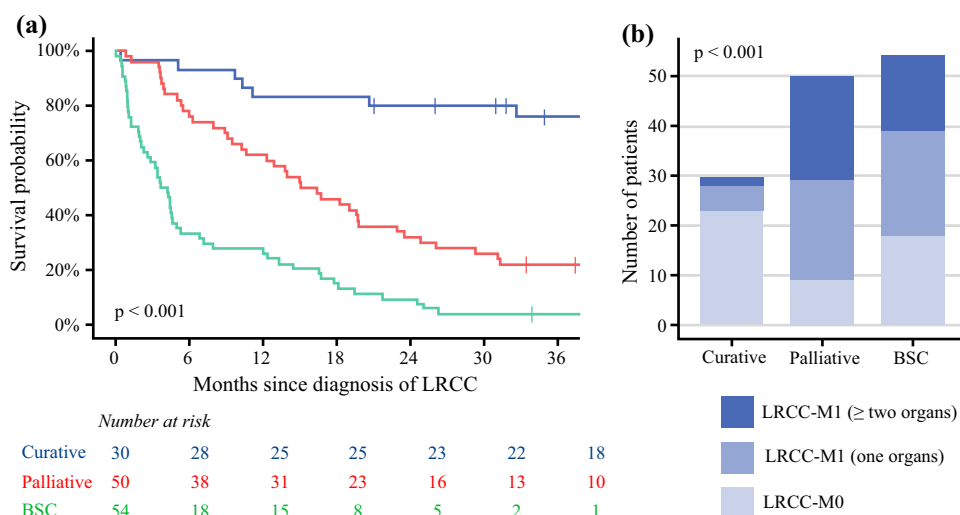 (a)
100%
80%
60%
40%
20%
0%
Survival probability
p < 0.001
0 6 12 18 24 30 36
Months since diagnosis of LRCC
Number at risk
Curative 30 28 25 25 23 22 18
Palliative 50 38 31 23 16 13 10
BSC 54 18 15 8 5 2 1
(b)
p < 0.001
50
40
30
20
10
0
Number of patients
Curative Palliative BSC
LRCC-M1 (≥ two organs)
LRCC-M1 (one organs)
LRCC-M0